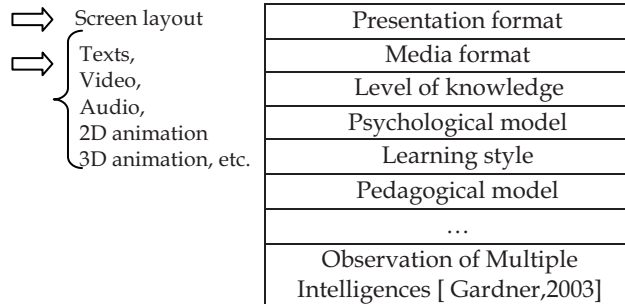 Screen layout
Texts,
Video,
Audio,
2D animation
3D animation, etc.
Presentation format
Media format
Level of knowledge
Psychological model
Learning style
Pedagogical model
…
Observation of Multiple
Intelligences [ Gardner,2003]